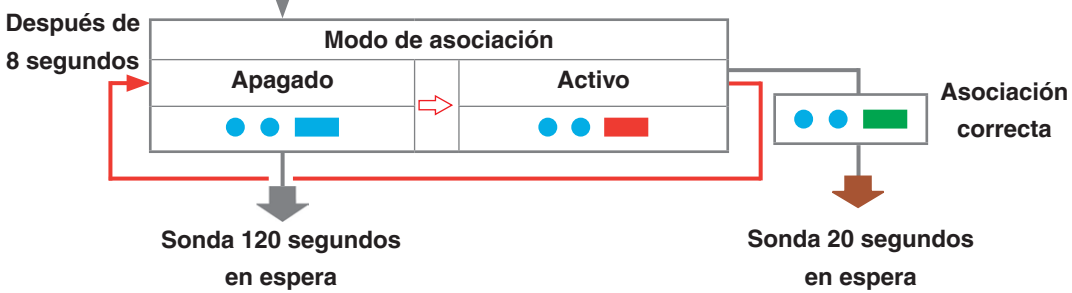 Después de
8 segundos
Modo de asociación
Apagado
Activo
Asociación
correcta
Sonda 120 segundos
en espera
Sonda 20 segundos
en espera